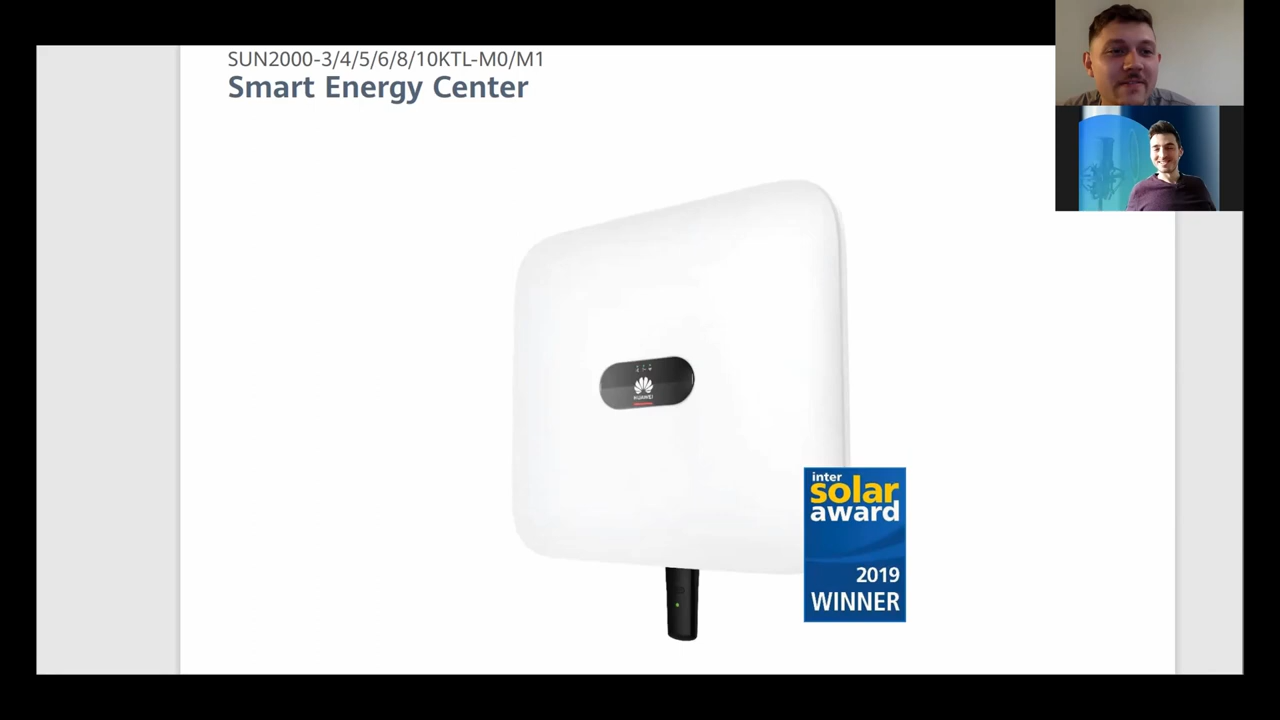 SUN2000-3/4/5/6/8/10KTL-M0/M1
Smart Energy Center
HUAWEI
inter
solar
award
2019
WINNER